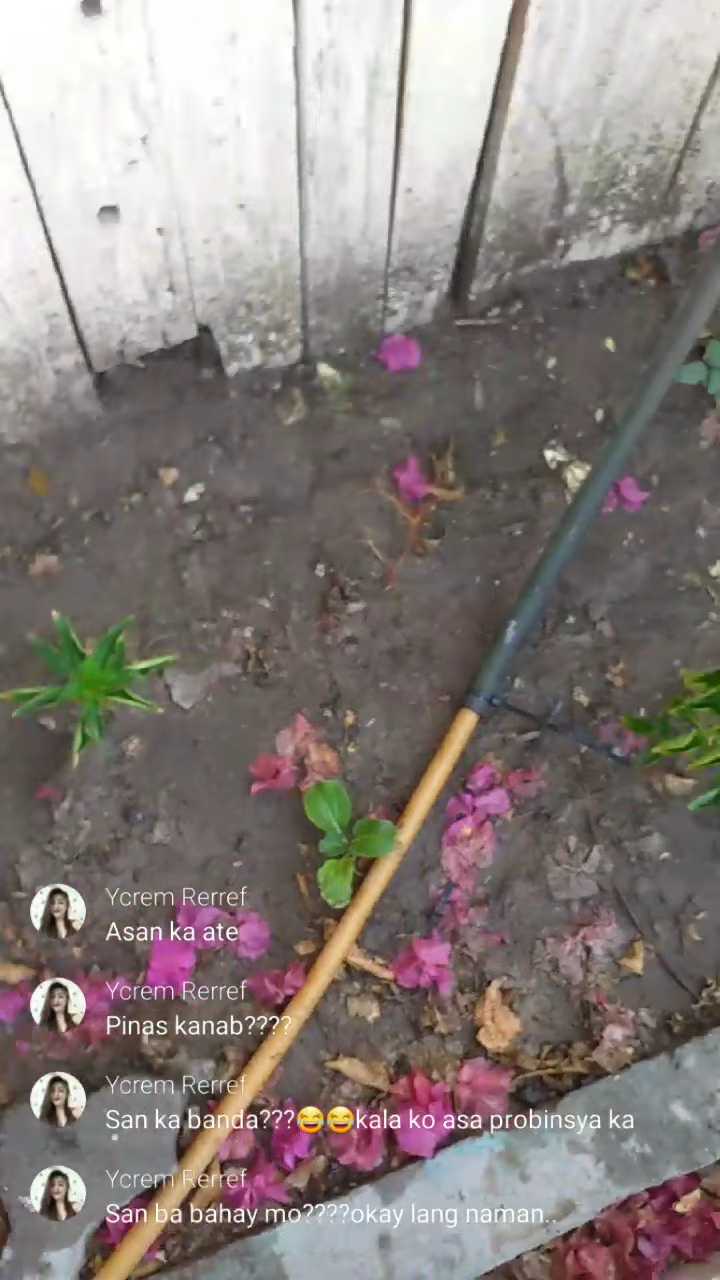 Ycrem Rerref
Asan ka ate
Ycrem Rerref
Pinas kanab????
Ycrem Rerref
San ka banda???😂😂kala ko asa probinsya ka
Ycrem Rerref
San ba bahay mo????okay lang naman..